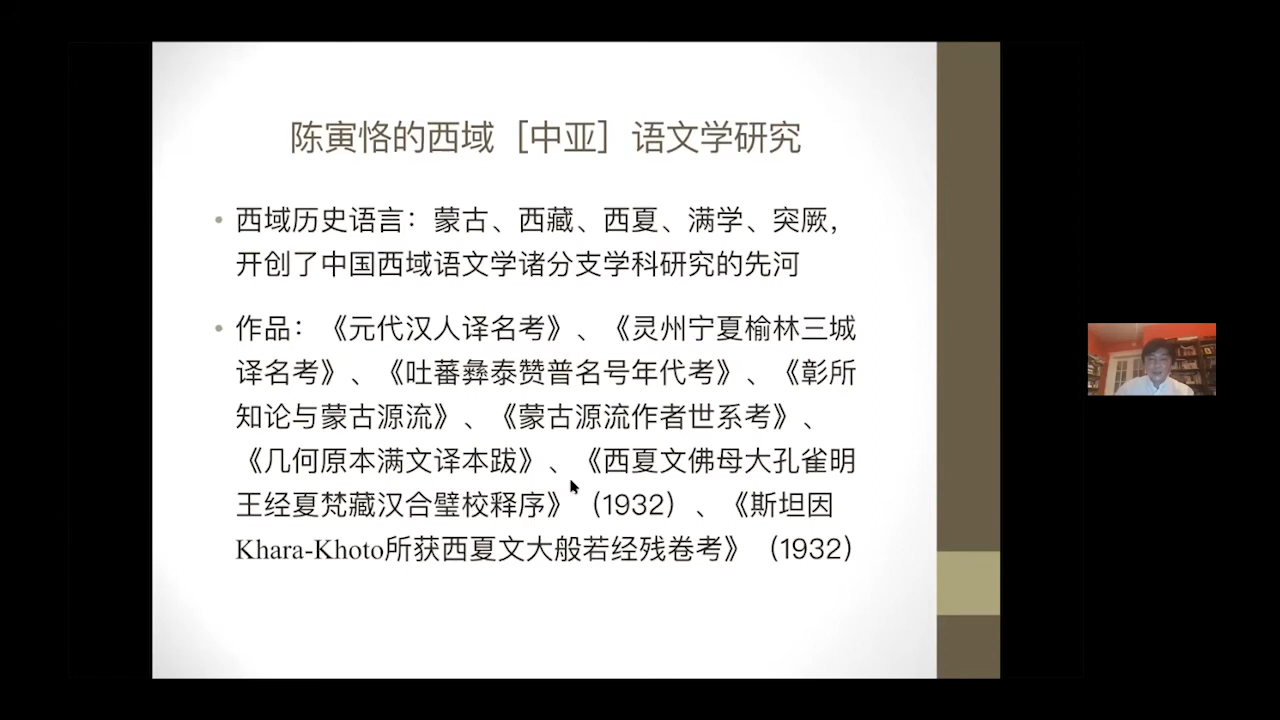 陈寅恪的西域［中亚］语文学研究
• 西域历史语言：蒙古、西藏、西夏、满学、突厥，
开创了中国西域语文学诸分支学科研究的先河
• 作品：《元代汉人译名考》、《灵州宁夏榆林三城
译名考》、《吐蕃彝泰赞普名号年代考》、《彰所
知论与蒙古源流》、《蒙古源流作者世系考》、
《几何原本满文译本跋》、《西夏文佛母大孔雀明
王经夏梵藏汉合璧校释序》（1932）、《斯坦因
Khara-Khoto所获西夏文大般若经残卷考》（1932）